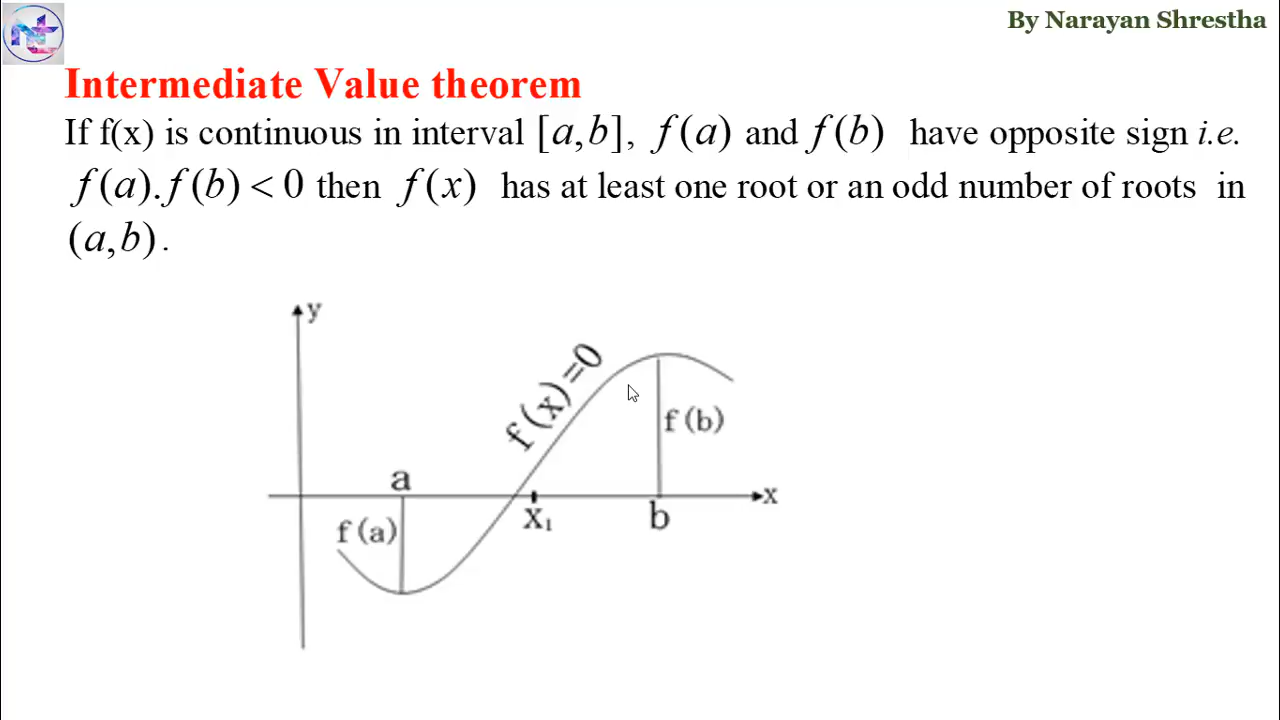 By Narayan Shrestha
Intermediate Value theorem
If f(x) is continuous in interval [a,b], f(a) and f(b) have opposite sign i.e.
f(a).f(b) < 0 then f(x) has at least one root or an odd number of roots in
(a,b).
y
f(x)=0
f(b)
a
x
f(a)
x₁
b